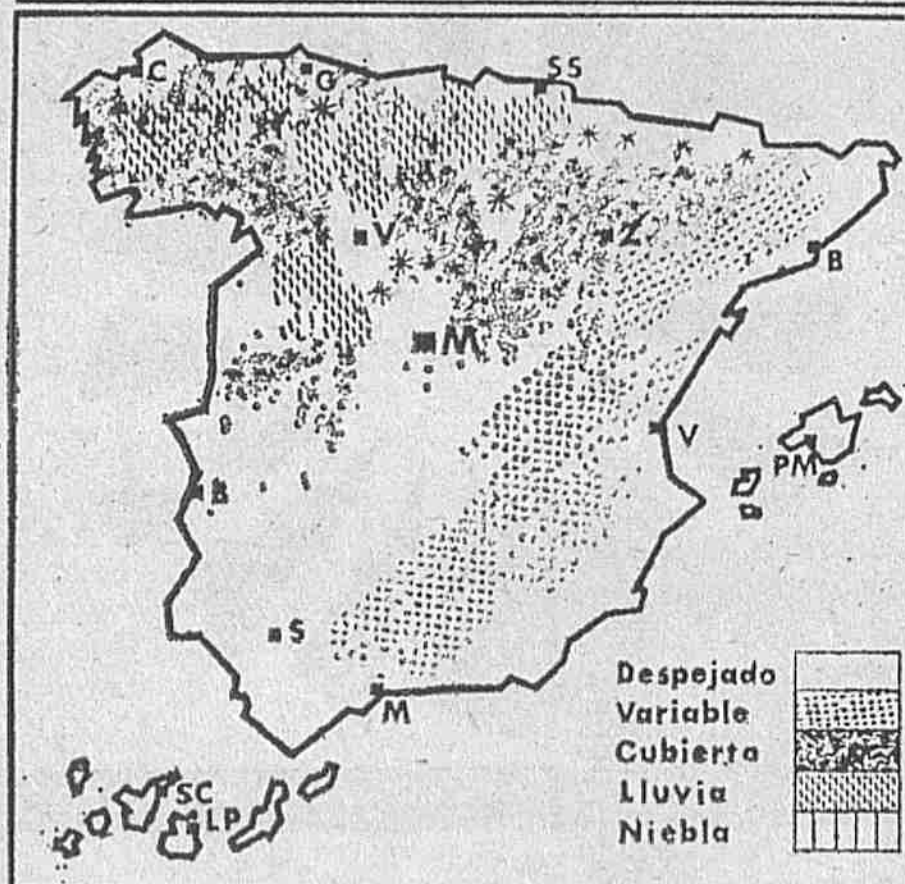 C
G
SS
V
Z
B
M
V
PM
B
S
M
SC
LP
Despejado
Variable
Cubierta
Lluvia
Niebla